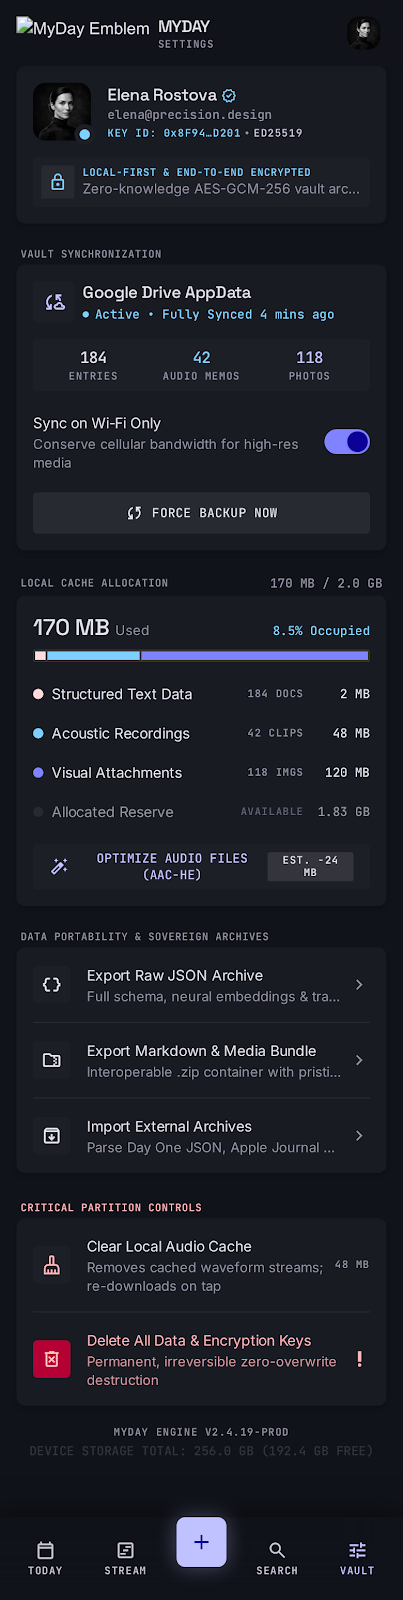 MyDay Emblem MYDAY
SETTINGS
Elena Rostova
elena@precision.design
KEY ID: 0x8F94…D201 • ED25519
LOCAL-FIRST & END-TO-END ENCRYPTED
Zero-knowledge AES-GCM-256 vault arc...
VAULT SYNCHRONIZATION
Google Drive AppData
Active • Fully Synced 4 mins ago
184 42 118
ENTRIES AUDIO MEMOS PHOTOS
Sync on Wi-Fi Only
Conserve cellular bandwidth for high-res
media
FORCE BACKUP NOW
LOCAL CACHE ALLOCATION 170 MB / 2.0 GB
170 MB Used 8.5% Occupied
Structured Text Data 184 DOCS 2 MB
Acoustic Recordings 42 CLIPS 48 MB
Visual Attachments 118 IMGS 120 MB
Allocated Reserve AVAILABLE 1.83 GB
OPTIMIZE AUDIO FILES
(AAC-HE)
EST. -24
MB
DATA PORTABILITY & SOVEREIGN ARCHIVES
Export Raw JSON Archive
Full schema, neural embeddings & tra...
Export Markdown & Media Bundle
Interoperable .zip container with pristi...
Import External Archives
Parse Day One JSON, Apple Journal ...
CRITICAL PARTITION CONTROLS
Clear Local Audio Cache
Removes cached waveform streams; 48 MB
re-downloads on tap
Delete All Data & Encryption Keys
Permanent, irreversible zero-overwrite
destruction
MYDAY ENGINE V2.4.19-PROD
DEVICE STORAGE TOTAL: 256.0 GB (192.4 GB FREE)
TODAY STREAM SEARCH VAULT